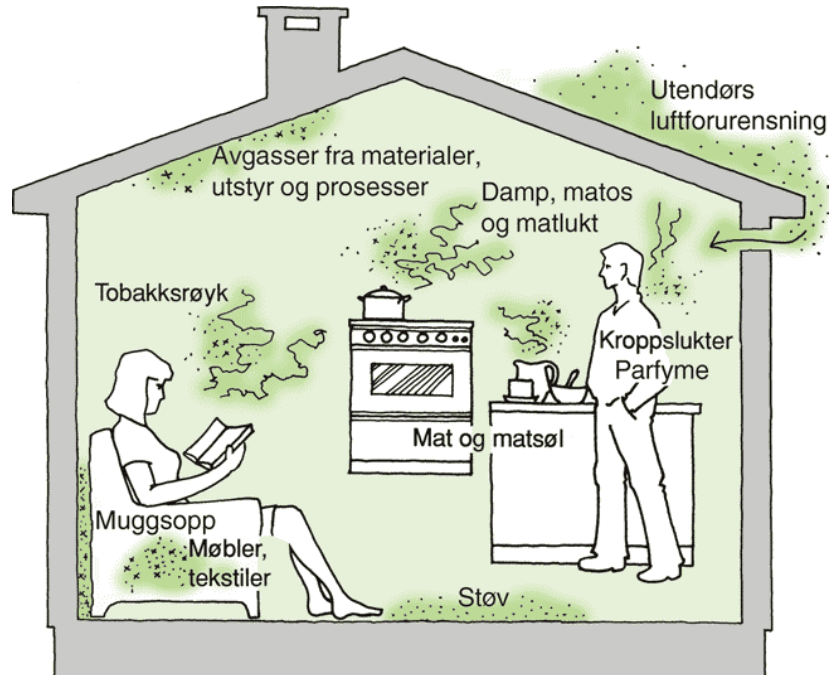 Utendørs
luftforurensning
Avgasser fra materialer,
utstyr og prosesser
Damp, matos
og matlukt
Tobakksrøyk
Kroppslukter
Parfyme
Mat og matsøl
Muggsopp
Møbler,
tekstiler
Støv